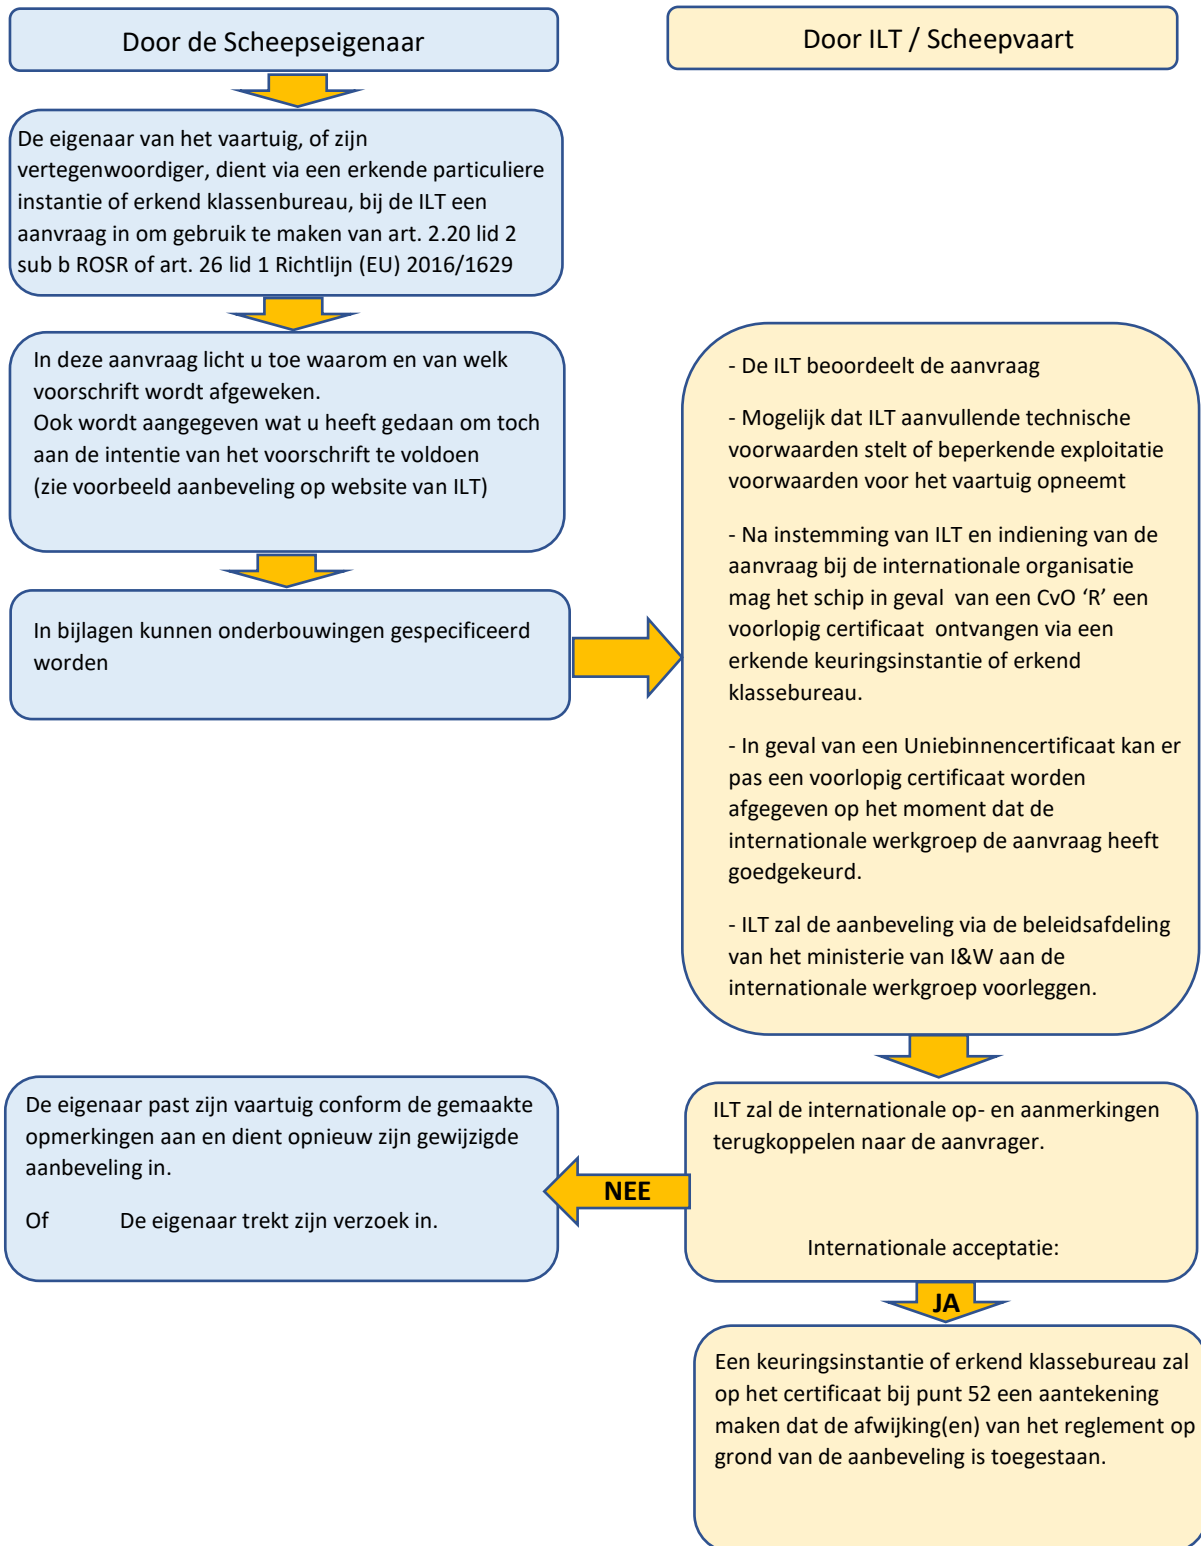 Door de Scheepseigenaar
Door ILT / Scheepvaart
De eigenaar van het vaartuig, of zijn
vertegenwoordiger, dient via een erkende particuliere
instantie of erkend klassenbureau, bij de ILT een
aanvraag in om gebruik te maken van art. 2.20 lid 2
sub b ROSR of art. 26 lid 1 Richtlijn (EU) 2016/1629
In deze aanvraag licht u toe waarom en van welk
voorschrift wordt afgeweken.
Ook wordt aangegeven wat u heeft gedaan om toch
aan de intentie van het voorschrift te voldoen
(zie voorbeeld aanbeveling op website van ILT)
In bijlagen kunnen onderbouwingen gespecificeerd
worden
- De ILT beoordeelt de aanvraag
- Mogelijk dat ILT aanvullende technische
voorwaarden stelt of beperkende exploitatie
voorwaarden voor het vaartuig opneemt
- Na instemming van ILT en indiening van de
aanvraag bij de internationale organisatie
mag het schip in geval van een CvO ‘R’ een
voorlopig certificaat ontvangen via een
erkende keuringsinstantie of erkend
klassebureau.
- In geval van een Uniebinnencertificaat kan er
pas een voorlopig certificaat worden
afgegeven op het moment dat de
internationale werkgroep de aanvraag heeft
goedgekeurd.
- ILT zal de aanbeveling via de beleidsafdeling
van het ministerie van I&W aan de
internationale werkgroep voorleggen.
ILT zal de internationale op- en aanmerkingen
terugkoppelen naar de aanvrager.
Internationale acceptatie:
NEE
De eigenaar past zijn vaartuig conform de gemaakte
opmerkingen aan en dient opnieuw zijn gewijzigde
aanbeveling in.
Of De eigenaar trekt zijn verzoek in.
JA
Een keuringsinstantie of erkend klassebureau zal
op het certificaat bij punt 52 een aantekening
maken dat de afwijking(en) van het reglement op
grond van de aanbeveling is toegestaan.